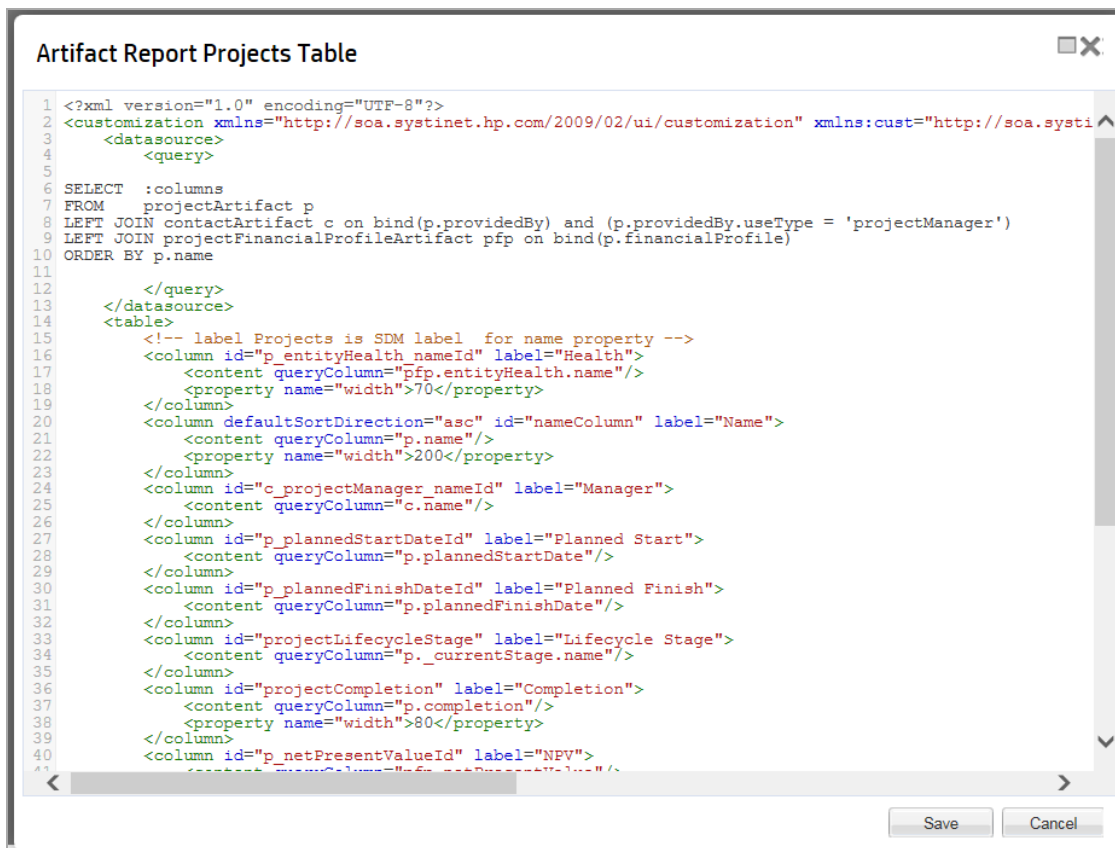 Artifact Report Projects Table
1 <?xml version="1.0" encoding="UTF-8"?>
2 <customization xmlns="http://soa.systinet.hp.com/2009/02/ui/customization" xmlns:cust="http://soa.systi
3     <datasource>
4         <query>
5
6 SELECT  :columns
7 FROM    projectArtifact p
8 LEFT JOIN contactArtifact c on bind(p.providedBy) and (p.providedBy.useType = 'projectManager')
9 LEFT JOIN projectFinancialProfileArtifact pfp on bind(p.financialProfile)
10 ORDER BY p.name
11
12         </query>
13     </datasource>
14     <table>
15         <!-- label Projects is SDM label  for name property -->
16         <column id="p_entityHealth_nameId" label="Health">
17             <content queryColumn="pfp.entityHealth.name"/>
18             <property name="width">70</property>
19         </column>
20         <column defaultSortDirection="asc" id="nameColumn" label="Name">
21             <content queryColumn="p.name"/>
22             <property name="width">200</property>
23         </column>
24         <column id="c_projectManager_nameId" label="Manager">
25             <content queryColumn="c.name"/>
26         </column>
27         <column id="p_plannedStartDateId" label="Planned Start">
28             <content queryColumn="p.plannedStartDate"/>
29         </column>
30         <column id="p_plannedFinishDateId" label="Planned Finish">
31             <content queryColumn="p.plannedFinishDate"/>
32         </column>
33         <column id="projectLifecycleStage" label="Lifecycle Stage">
34             <content queryColumn="p._currentStage.name"/>
35         </column>
36         <column id="projectCompletion" label="Completion">
37             <content queryColumn="p.completion"/>
38             <property name="width">80</property>
39         </column>
40         <column id="p_netPresentValueId" label="NPV">
41             <content queryColumn="pfp.netPresentValue"/>
Save Cancel